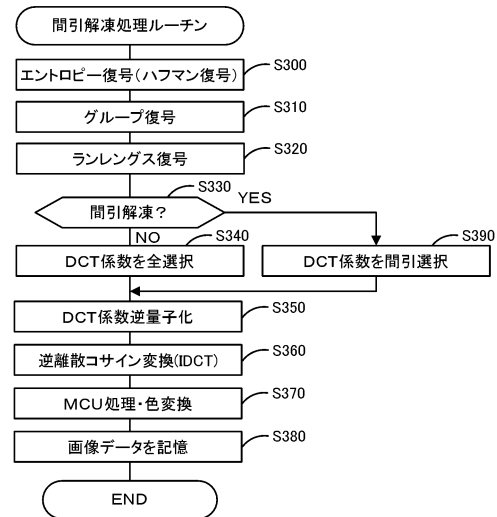 間引解凍処理ルーチン
エントロピー復号(ハフマン復号)
S300
グループ復号
S310
ランレングス復号
S320
間引解凍?
S330
YES
NO
DCT係数を全選択
S340
DCT係数を間引選択
S390
DCT係数逆量子化
S350
逆離散コサイン変換(IDCT)
S360
MCU処理・色変換
S370
画像データを記憶
S380
END